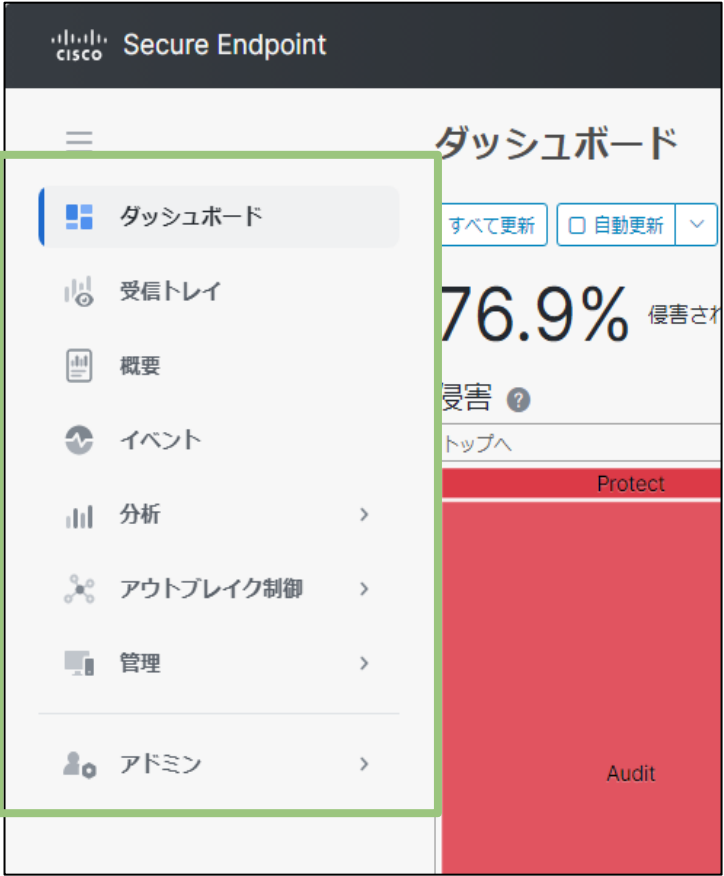 CISCO Secure Endpoint
ダッシュボード
受信トレイ
概要
イベント
分析
アウトブレイク制御
管理
アドミン
ダッシュボード
すべて更新 自動更新
76.9% 侵害され
侵害 ?
トップへ
Protect
Audit